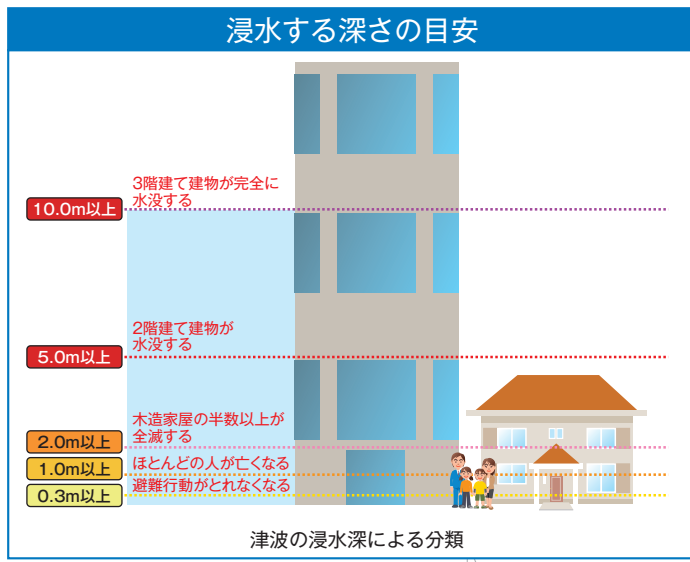 浸水する深さの目安
3階建て建物が完全に
水没する
10.0m以上
2階建て建物が
水没する
5.0m以上
木造家屋の半数以上が
全滅する
2.0m以上
ほとんどの人が亡くなる
1.0m以上
避難行動がとれなくなる
0.3m以上
津波の浸水深による分類